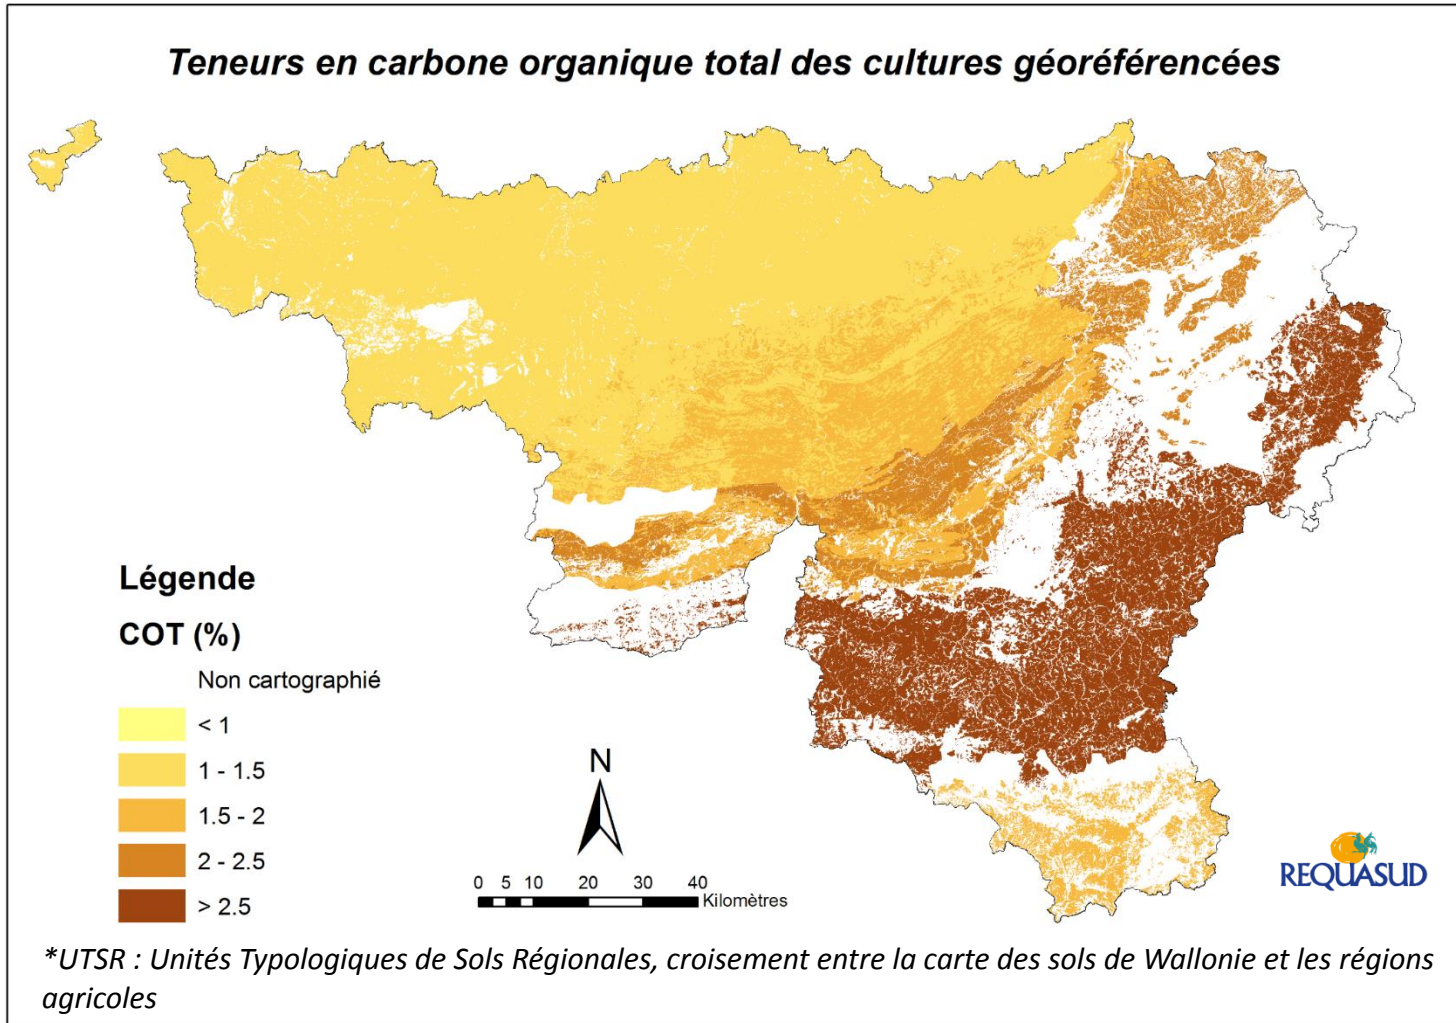 Teneurs en carbone organique total des cultures géoréférencées
Légende
COT (%)
Non cartographié
< 1
1 - 1.5
1.5 - 2
2 - 2.5
> 2.5
N
0 5 10 20 30 40
Kilomètres
REQUASUD
*UTSR : Unités Typologiques de Sols Régionales, croisement entre la carte des sols de Wallonie et les régions
agricoles